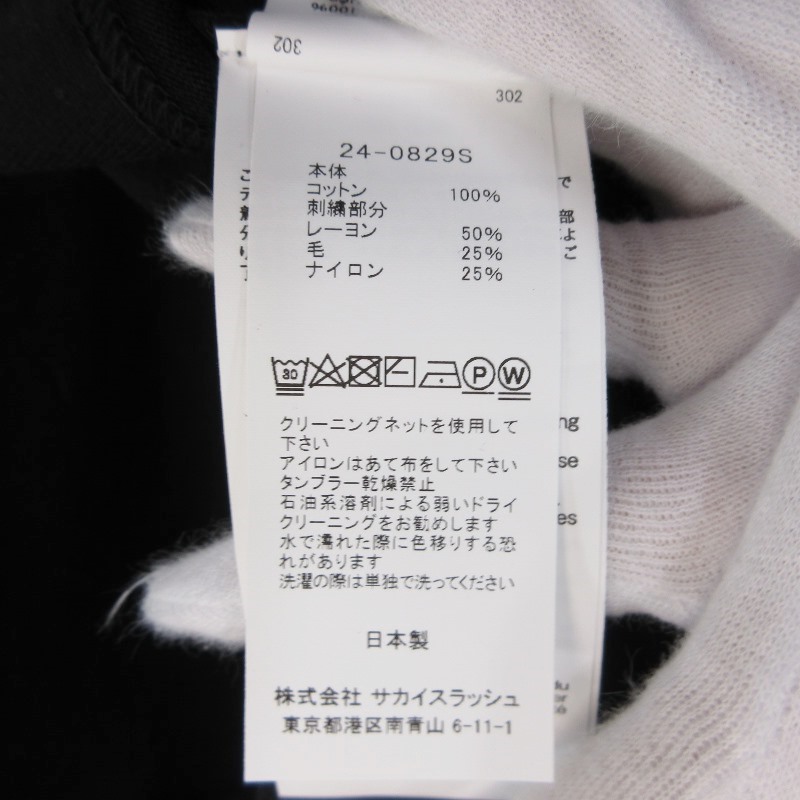 100%
302
302
24-0829S
本体
コットン 100%
刺繍部分
レーヨン 50%
毛 25%
ナイロン 25%
30 P W
クリーニングネットを使用して
下さい
アイロンはあて布をして下さい
タンブラー乾燥禁止
石油系溶剤による弱いドライ
クリーニングをお勧めします
水で濡れた際に色移りする恐
れがあります
洗濯の際は単独で洗ってください
日本製
株式会社 サカイスラッシュ
東京都港区南青山 6-11-1